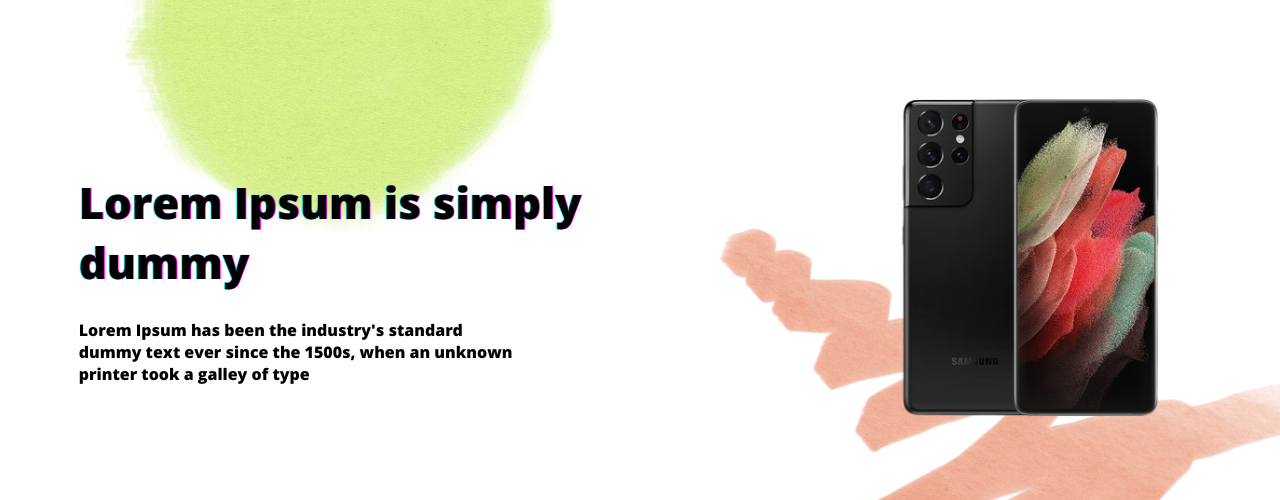 Lorem Ipsum is simply
dummy
Lorem Ipsum has been the industry's standard
dummy text ever since the 1500s, when an unknown
printer took a galley of type
SAMSUNG